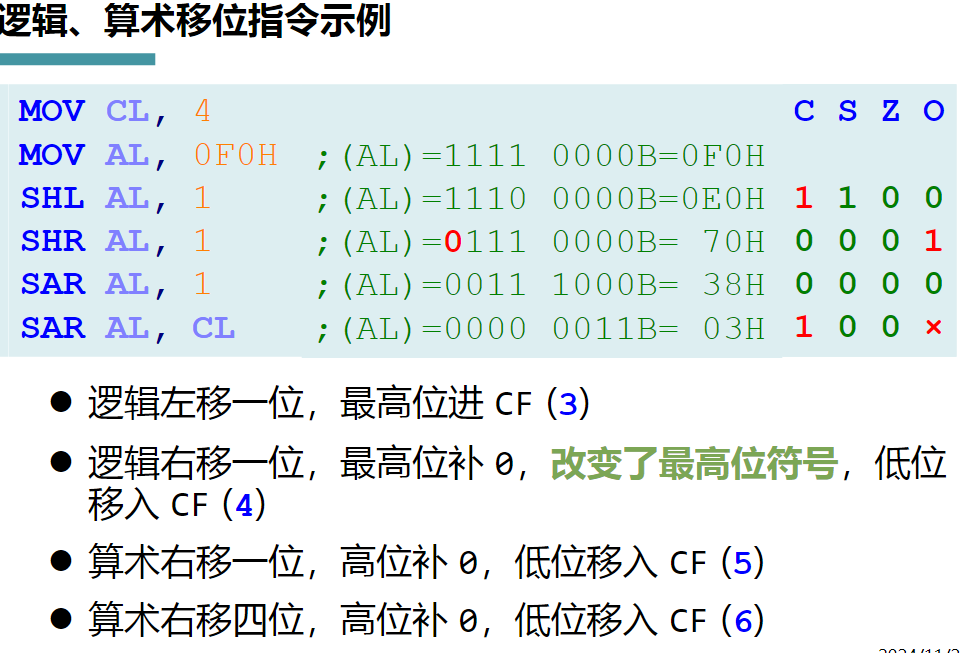 逻辑、算术移位指令示例
MOV CL, 4 C S Z O
MOV AL, 0F0H ;(AL)=1111 0000B=0F0H
SHL AL, 1 ;(AL)=1110 0000B=0E0H 1 1 0 0
SHR AL, 1 ;(AL)=0111 0000B= 70H 0 0 0 1
SAR AL, 1 ;(AL)=0011 1000B= 38H 0 0 0 0
SAR AL, CL ;(AL)=0000 0011B= 03H 1 0 0 ×
● 逻辑左移一位，最高位进 CF (3)
● 逻辑右移一位，最高位补 0，改变了最高位符号，低位
移入 CF (4)
● 算术右移一位，高位补 0，低位移入 CF (5)
● 算术右移四位，高位补 0，低位移入 CF (6)